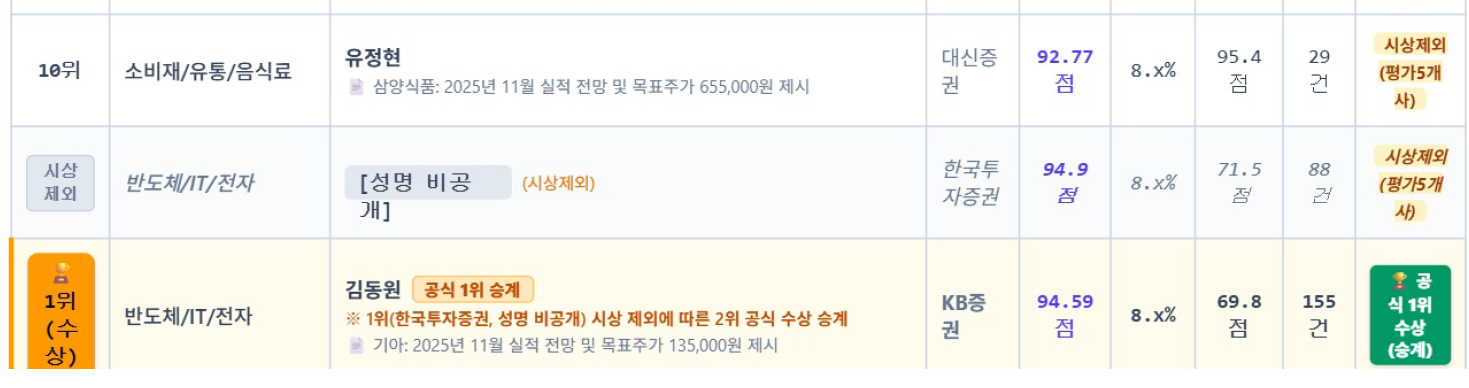 10위
소비재/유통/음식료
유정현
삼양식품: 2025년 11월 실적 전망 및 목표주가 655,000원 제시
대신증
권
92.77
점
8.x%
95.4
점
29
건
시상제외
(평가5개
사)
시상
제외
반도체/IT/전자
[성명 비공
개]
(시상제외)
한국투
자증권
94.9
점
8.x%
71.5
점
88
건
시상제외
(평가5개
사)
1위
(수
상)
반도체/IT/전자
김동원 공식 1위 승계
※ 1위(한국투자증권, 성명 비공개) 시상 제외에 따른 2위 공식 수상 승계
기아: 2025년 11월 실적 전망 및 목표주가 135,000원 제시
KB증
권
94.59
점
8.x%
69.8
점
155
건
공
식 1위
수상
(승계)